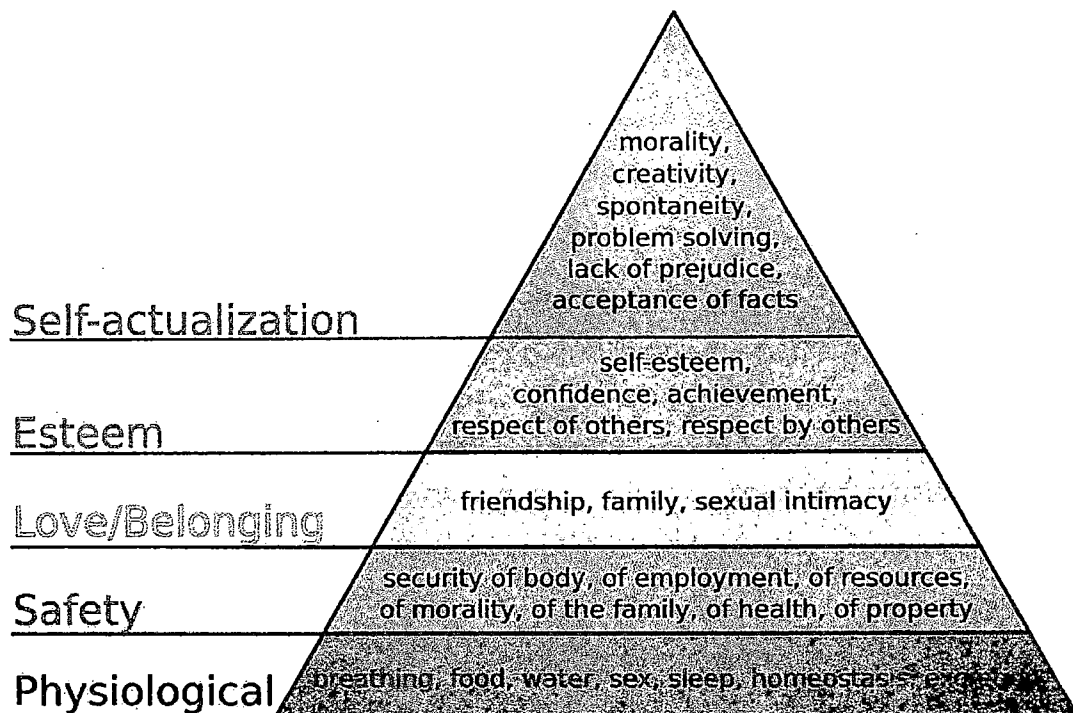 morality,
creativity,
spontaneity,
problem solving,
lack of prejudice,
acceptance of facts
Self-actualization
self-esteem,
confidence, achievement,
respect of others, respect by others
Esteem
friendship, family, sexual intimacy
Love/Belonging
security of body, of employment, of resources,
of morality, of the family, of health, of property
Safety
breathing, food, water, sex, sleep, homeostasis,
Physiological